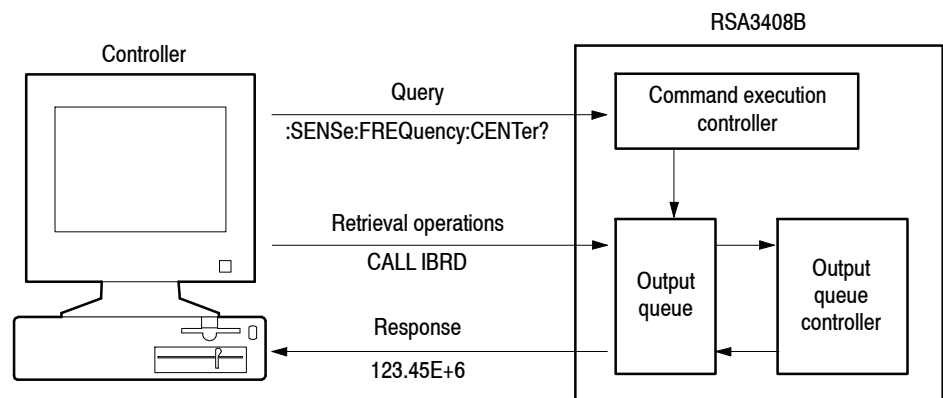 RSA3408B
Controller
Query
:SENSe:FREQuency:CENTer?
Command execution
controller
Retrieval operations
CALL IBRD
Output
queue
Output
queue
controller
Response
123.45E+6